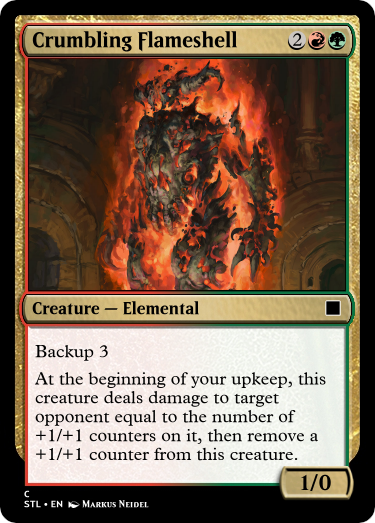 Crumbling Flameshell
2
Creature — Elemental
Backup 3
At the beginning of your upkeep, this
creature deals damage to target
opponent equal to the number of
+1/+1 counters on it, then remove a
+1/+1 counter from this creature.
1/0
C
STL • EN Markus Neidel